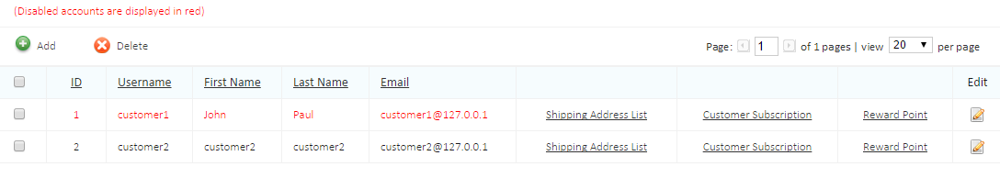 (Disabled accounts are displayed in red)
Add Delete Page: 1 of 1 pages | view 20 per page
ID Username First Name Last Name Email Edit
1 customer1 John Paul customer1@127.0.0.1 Shipping Address List Customer Subscription Reward Point
2 customer2 customer2 customer2 customer2@127.0.0.1 Shipping Address List Customer Subscription Reward Point